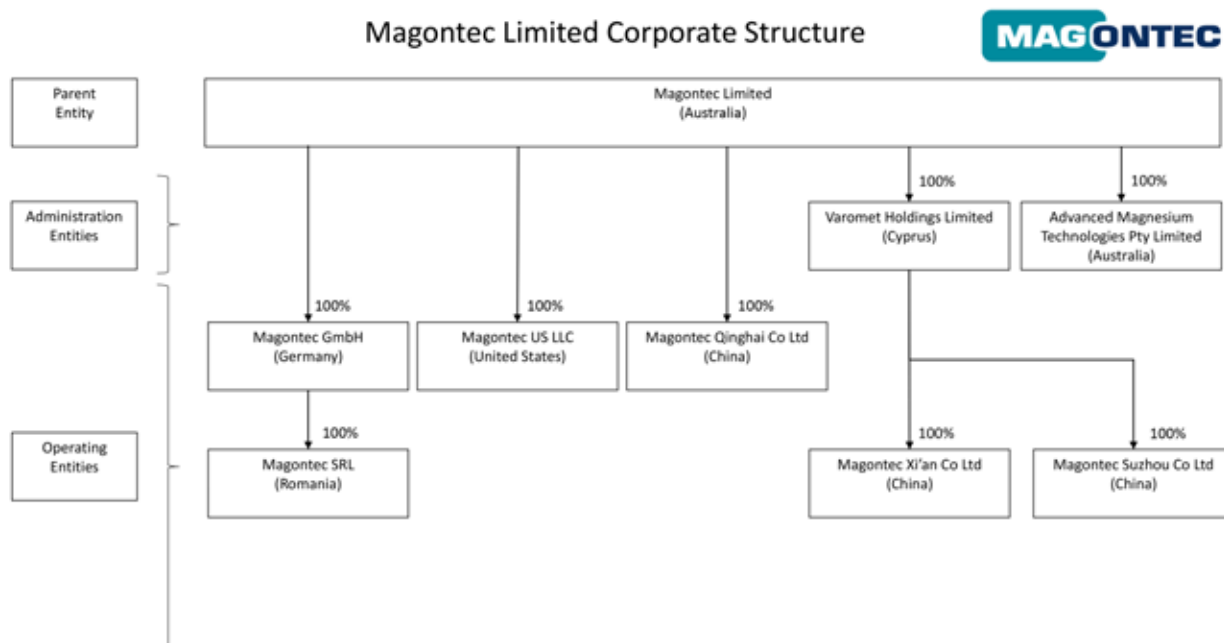 Magontec Limited Corporate Structure
MAGONTEC
Parent
Entity
Magontec Limited
(Australia)
100%
100%
Administration
Entities
Varomet Holdings Limited
(Cyprus)
Advanced Magnesium
Technologies Pty Limited
(Australia)
100%
100%
100%
Magontec GmbH
(Germany)
Magontec US LLC
(United States)
Magontec Qinghai Co Ltd
(China)
100%
100%
100%
Operating
Entities
Magontec SRL
(Romania)
Magontec Xi'an Co Ltd
(China)
Magontec Suzhou Co Ltd
(China)